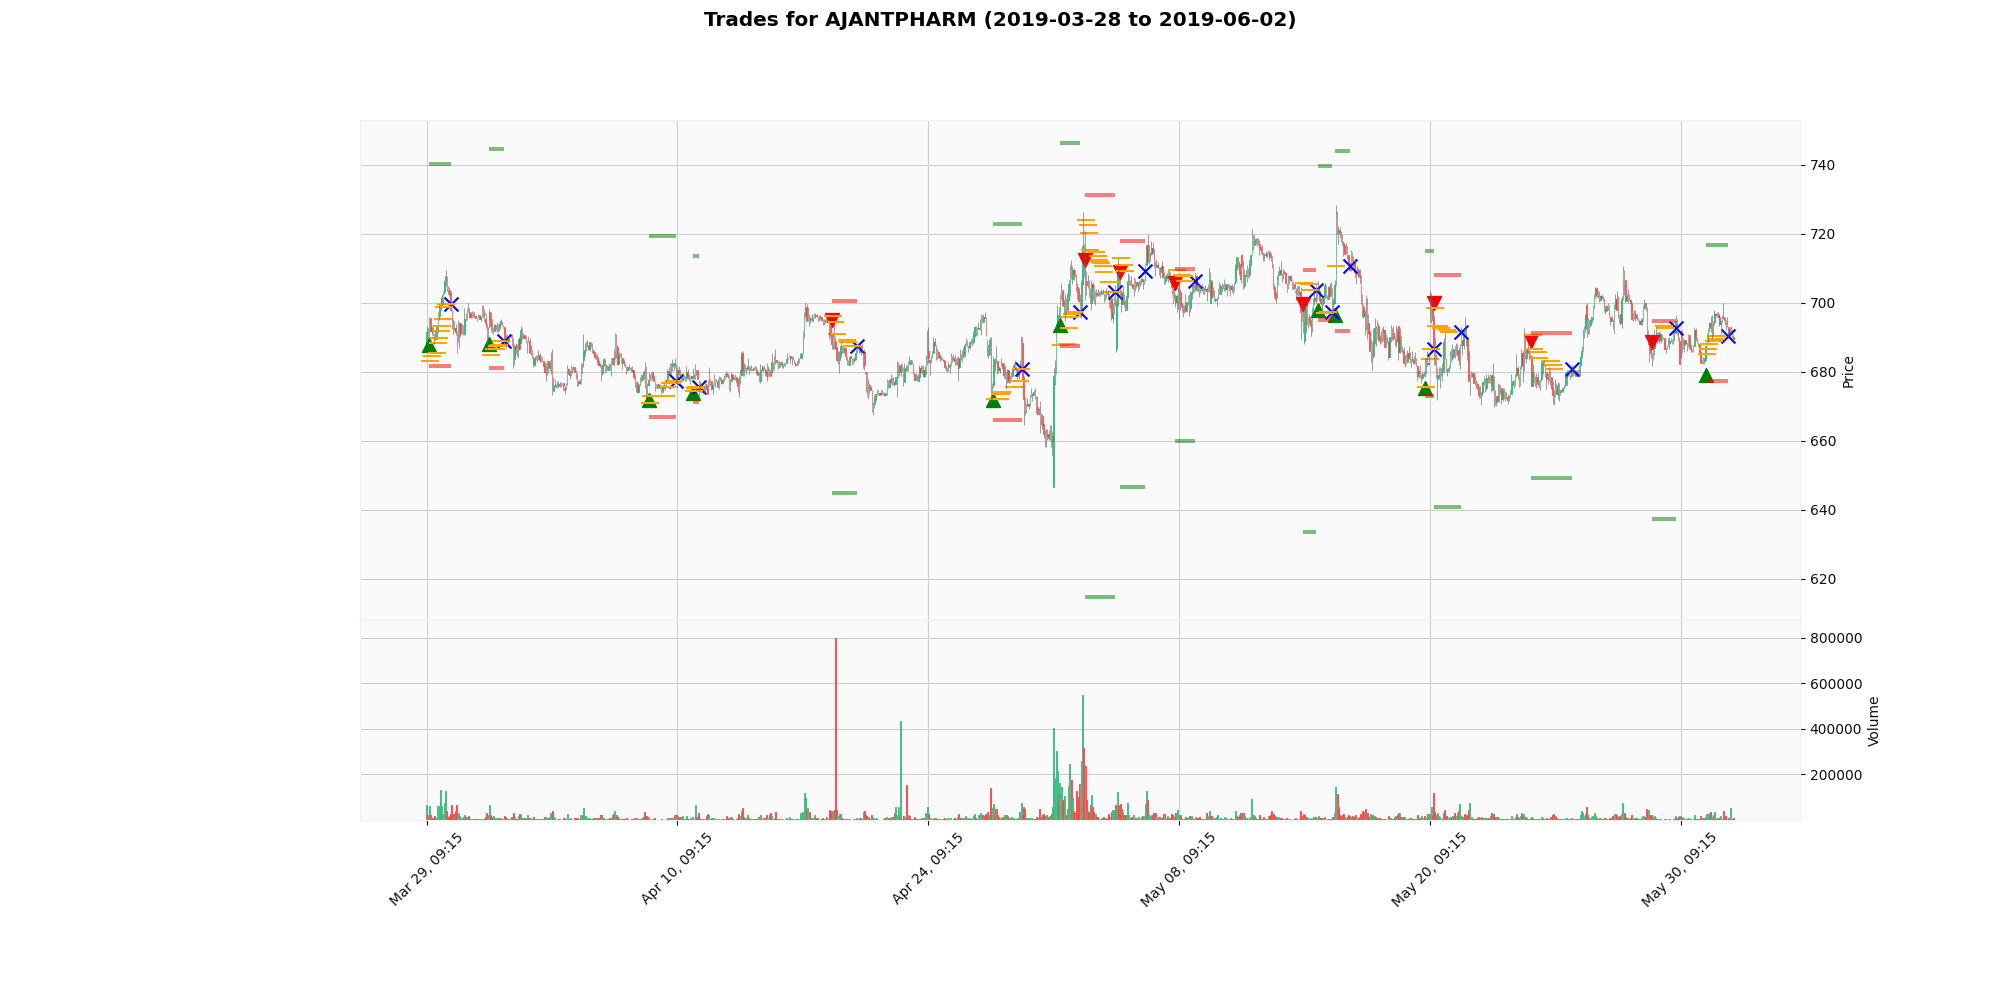 Trades for AJANTPHARM (2019-03-28 to 2019-06-02)
740
720
700
680
660
640
620
Price
800000
600000
400000
200000
Volume
Mar 29, 09:15
Apr 10, 09:15
Apr 24, 09:15
May 08, 09:15
May 20, 09:15
May 30, 09:15